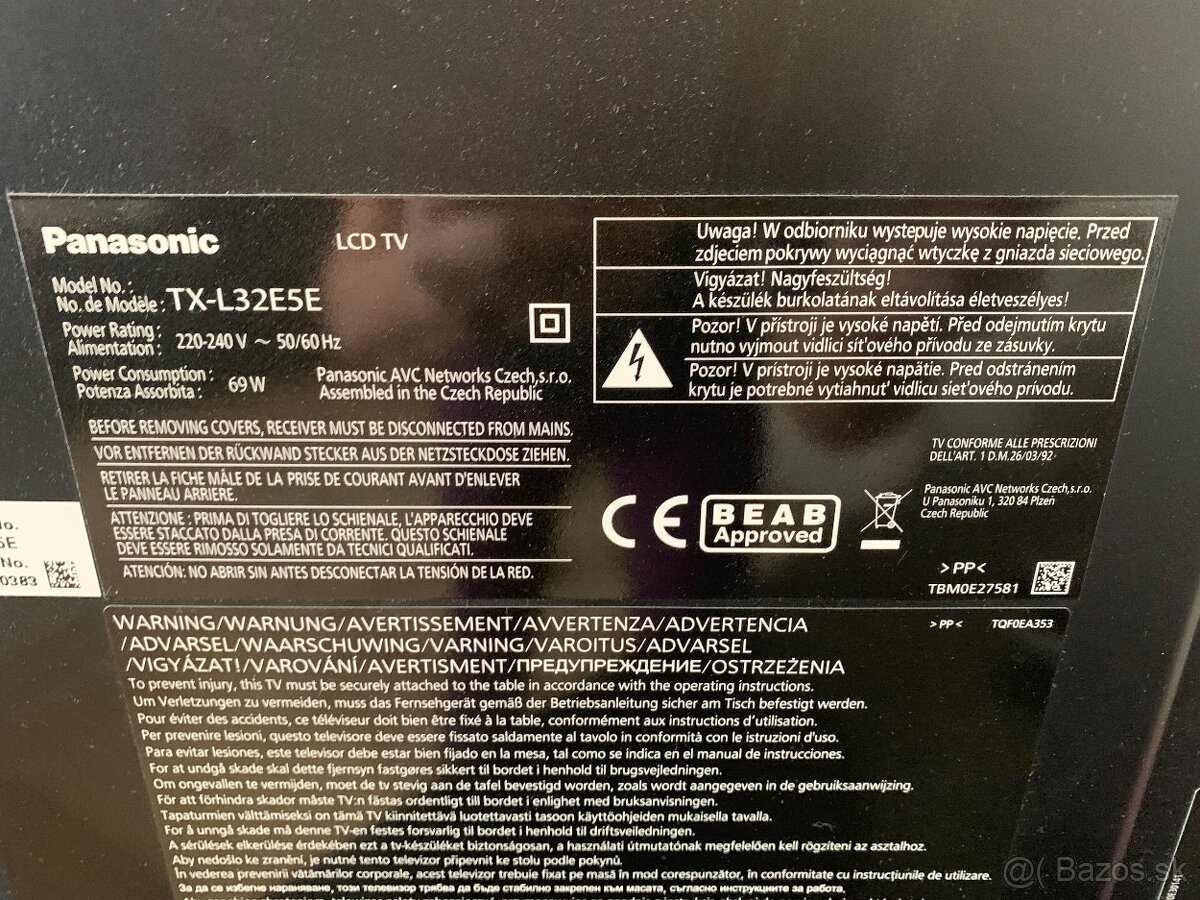 Panasonic
LCD TV
Model No. :
No. de Modèle : TX-L32E5E
Power Rating :
Alimentation : 220-240 V ~ 50/60 Hz
Power Consumption :
Potenza Assorbita : 69 W
Panasonic AVC Networks Czech,s.r.o.
Assembled in the Czech Republic
BEFORE REMOVING COVERS, RECEIVER MUST BE DISCONNECTED FROM MAINS.
VOR ENTFERNEN DER RÜCKWAND STECKER AUS DER NETZSTECKDOSE ZIEHEN.
RETIRER LA FICHE MÂLE DE LA PRISE DE COURANT AVANT D'ENLEVER
LE PANNEAU ARRIERE.
ATTENZIONE : PRIMA DI TOGLIERE LO SCHIENALE, L'APPARECCHIO DEVE
ESSERE STACCATO DALLA PRESA DI CORRENTE. QUESTO SCHIENALE
DEVE ESSERE RIMOSSO SOLAMENTE DA TECNICI QUALIFICATI.
ATENCIÓN: NO ABRIR SIN ANTES DESCONECTAR LA TENSIÓN DE LA RED.
Uwaga! W odbiorniku wystepuje wysokie napięcie. Przed
zdjeciem pokrywy wyciągnąć wtyczkę z gniazda sieciowego.
Vigyázat! Nagyfeszültség!
A készülék burkolatának eltávolítása életveszélyes!
Pozor! V přístroji je vysoké napětí. Před odejmutím krytu
nutno vyjmout vidlici síťového přívodu ze zásuvky.
Pozor! V přístroji je vysoké napätie. Pred odstránením
krytu je potrebné vytiahnuť vidlicu sieťového prívodu.
TV CONFORME ALLE PRESCRIZIONI
DELL'ART. 1 D.M.26/03/92
CE
BEAB
Approved
Panasonic AVC Networks Czech,s.r.o.
U Panasoniku 1, 320 84 Plzeň
Czech Republic
>PP<
TBM0E27581
No.
5E
No.
0383
WARNING/WARNUNG/AVERTISSEMENT/AVVERTENZA/ADVERTENCIA
/ADVARSEL/WAARSCHUWING/VARNING/VAROITUS/ADVARSEL
/VIGYÁZAT!/VAROVÁNÍ/AVERTISMENT/ПРЕДУПРЕЖДЕНИЕ/OSTRZEŻENIA
>PP<
TQF0EA353
To prevent injury, this TV must be securely attached to the table in accordance with the operating instructions.
Um Verletzungen zu vermeiden, muss das Fernsehgerät gemäß der Betriebsanleitung sicher am Tisch befestigt werden.
Pour éviter des accidents, ce téléviseur doit bien être fixé à la table, conformément aux instructions d'utilisation.
Per prevenire lesioni, questo televisore deve essere fissato saldamente al tavolo in conformità con le istruzioni d'uso.
Para evitar lesiones, este televisor debe estar bien fijado en la mesa, tal como se indica en el manual de instrucciones.
For at undgå skade skal dette fjernsyn fastgøres sikkert til bordet i henhold til brugsvejledningen.
Om ongevallen te vermijden, moet de tv stevig aan de tafel bevestigd worden, zoals wordt aangegeven in de gebruiksaanwijzing.
För att förhindra skador måste TV:n fästas ordentligt till bordet i enlighet med bruksanvisningen.
Tapaturmien välttämiseksi on tämä TV kiinnitettävä luotettavasti tasoon käyttöohjeiden mukaisella tavalla.
For å unngå skade må denne TV-en festes forsvarlig til bordet i henhold til driftsveiledningen.
A sérülések elkerülése érdekében ezt a tv-készüléket biztonságosan, a használati útmutatónak megfelelően kell rögzíteni az asztalhoz.
Aby nedošlo ke zranění, je nutné tento televizor připevnit ke stolu podle pokynů.
În vederea prevenirii vătămărilor corporale, acest televizor trebuie fixat pe masă în mod corespunzător, în conformitate cu instrucțiunile de utilizare.
За да се избегне нараняване, този телевизор трябва да бъде стабилно закрепен към масата, съгласно инструкциите за работа.
@( Bazos.sk